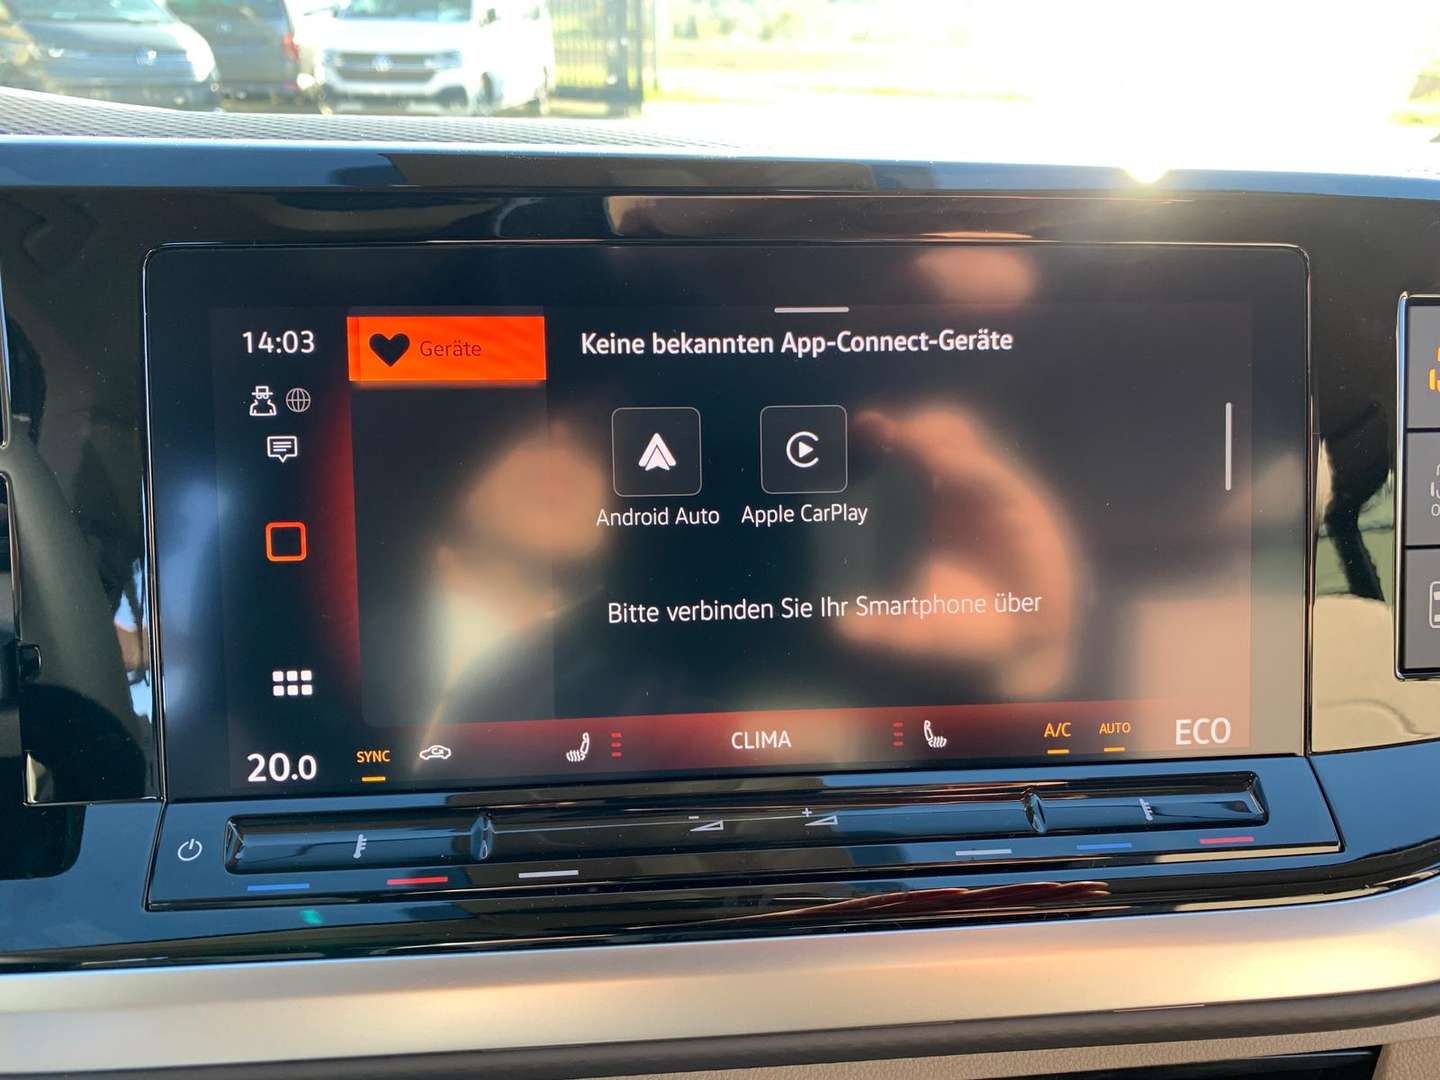 14:03
Geräte
Keine bekannten App-Connect-Geräte
Android Auto
Apple CarPlay
Bitte verbinden Sie Ihr Smartphone über
20.0
SYNC
CLIMA
A/C
AUTO
ECO